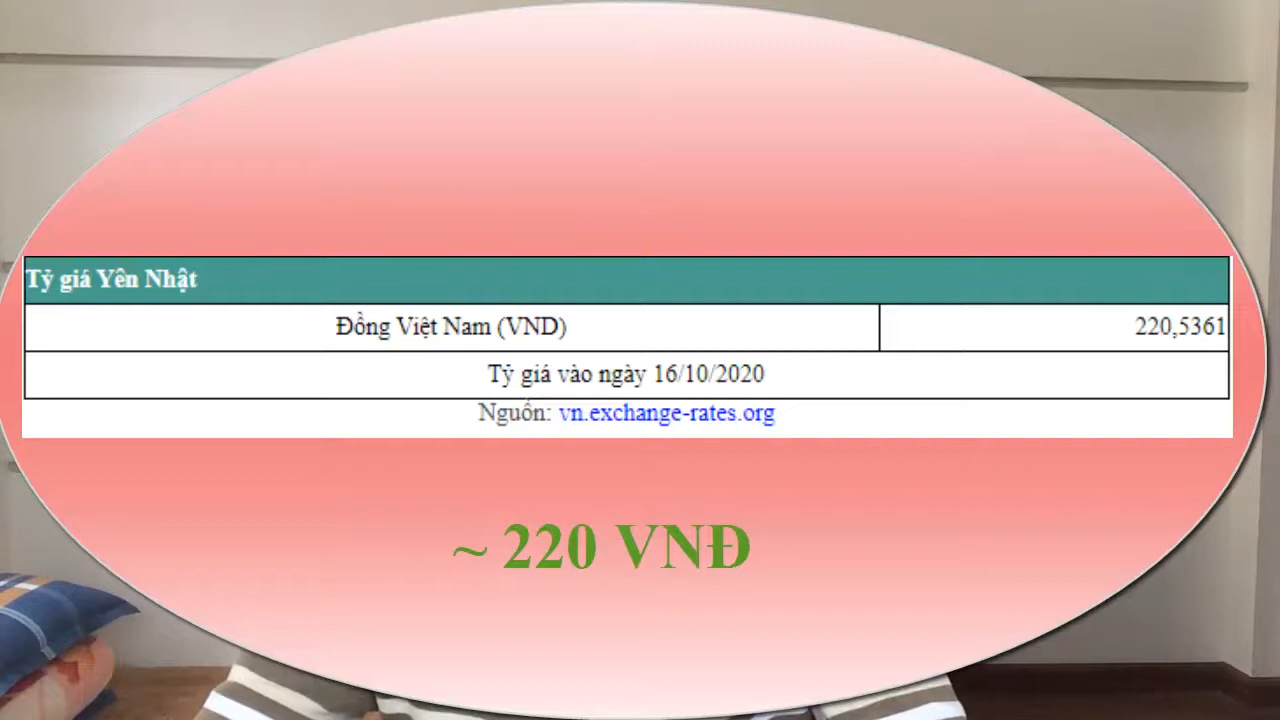 Tỷ giá Yên Nhật
Đồng Việt Nam (VND) 220,5361
Tỷ giá vào ngày 16/10/2020
Nguồn: vn.exchange-rates.org
~ 220 VNĐ